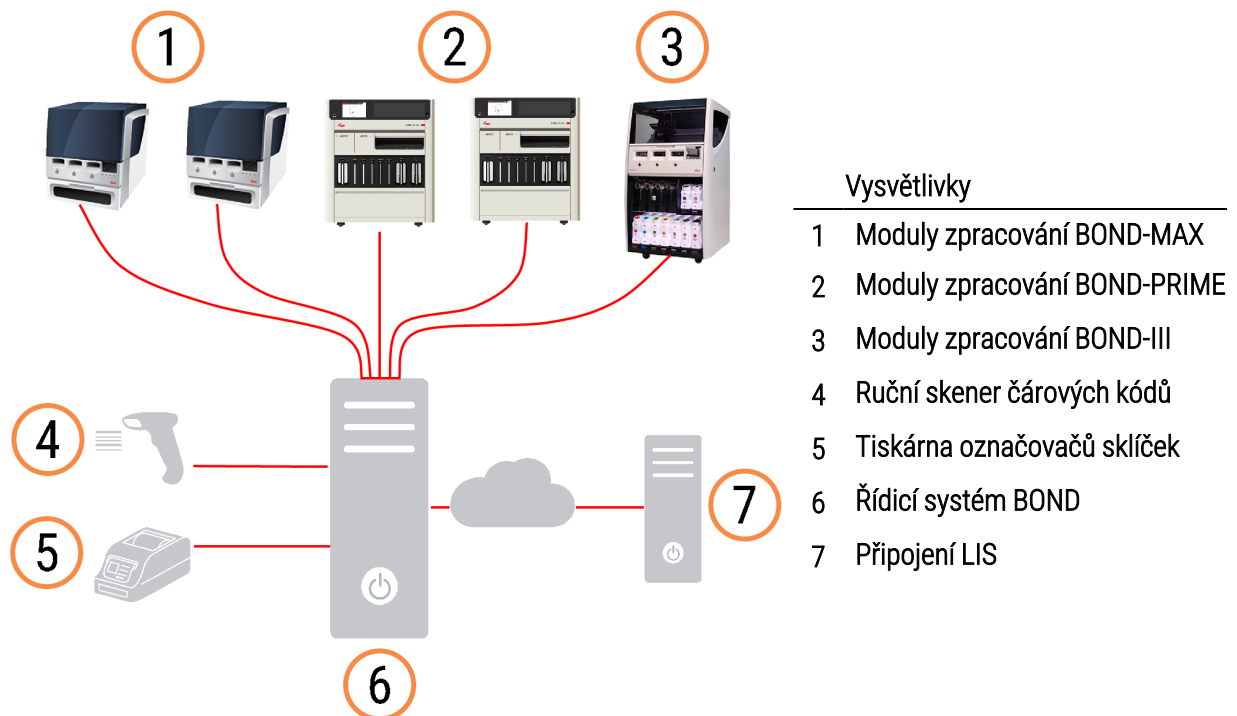 1
2
3
4
5
6
7
Vysvětlivky
1 Moduly zpracování BOND-MAX
2 Moduly zpracování BOND-PRIME
3 Moduly zpracování BOND-III
4 Ruční skener čárových kódů
5 Tiskárna označovačů sklíček
6 Řídicí systém BOND
7 Připojení LIS